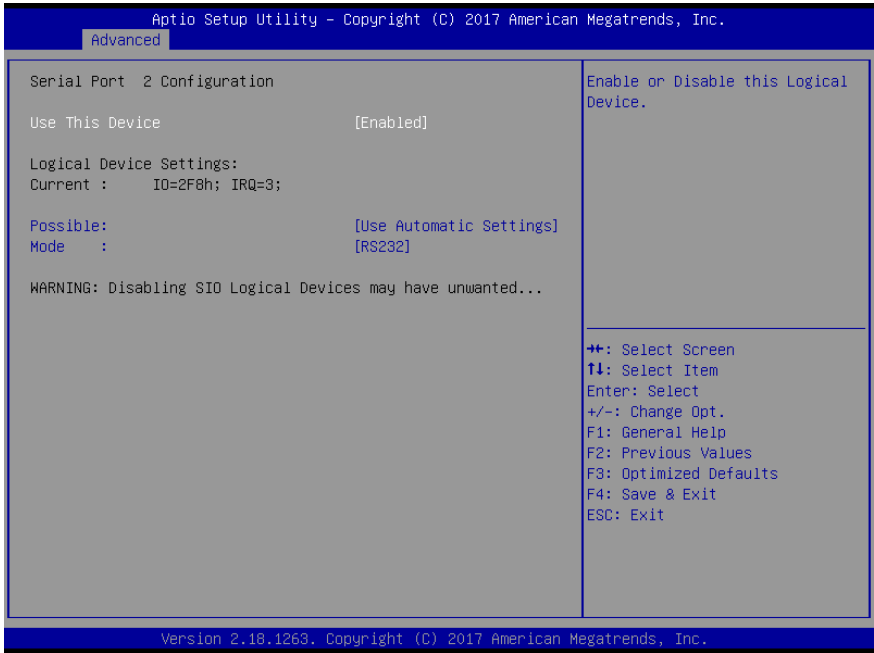 Aptio Setup Utility – Copyright (C) 2017 American Megatrends, Inc.
Advanced
Serial Port  2 Configuration
Use This Device [Enabled]
Logical Device Settings:
Current : IO=2F8h; IRQ=3;
Possible: [Use Automatic Settings]
Mode : [RS232]
WARNING: Disabling SIO Logical Devices may have unwanted...
Enable or Disable this Logical
Device.
→←: Select Screen
↑↓: Select Item
Enter: Select
+/-: Change Opt.
F1: General Help
F2: Previous Values
F3: Optimized Defaults
F4: Save & Exit
ESC: Exit
Version 2.18.1263. Copyright (C) 2017 American Megatrends, Inc.